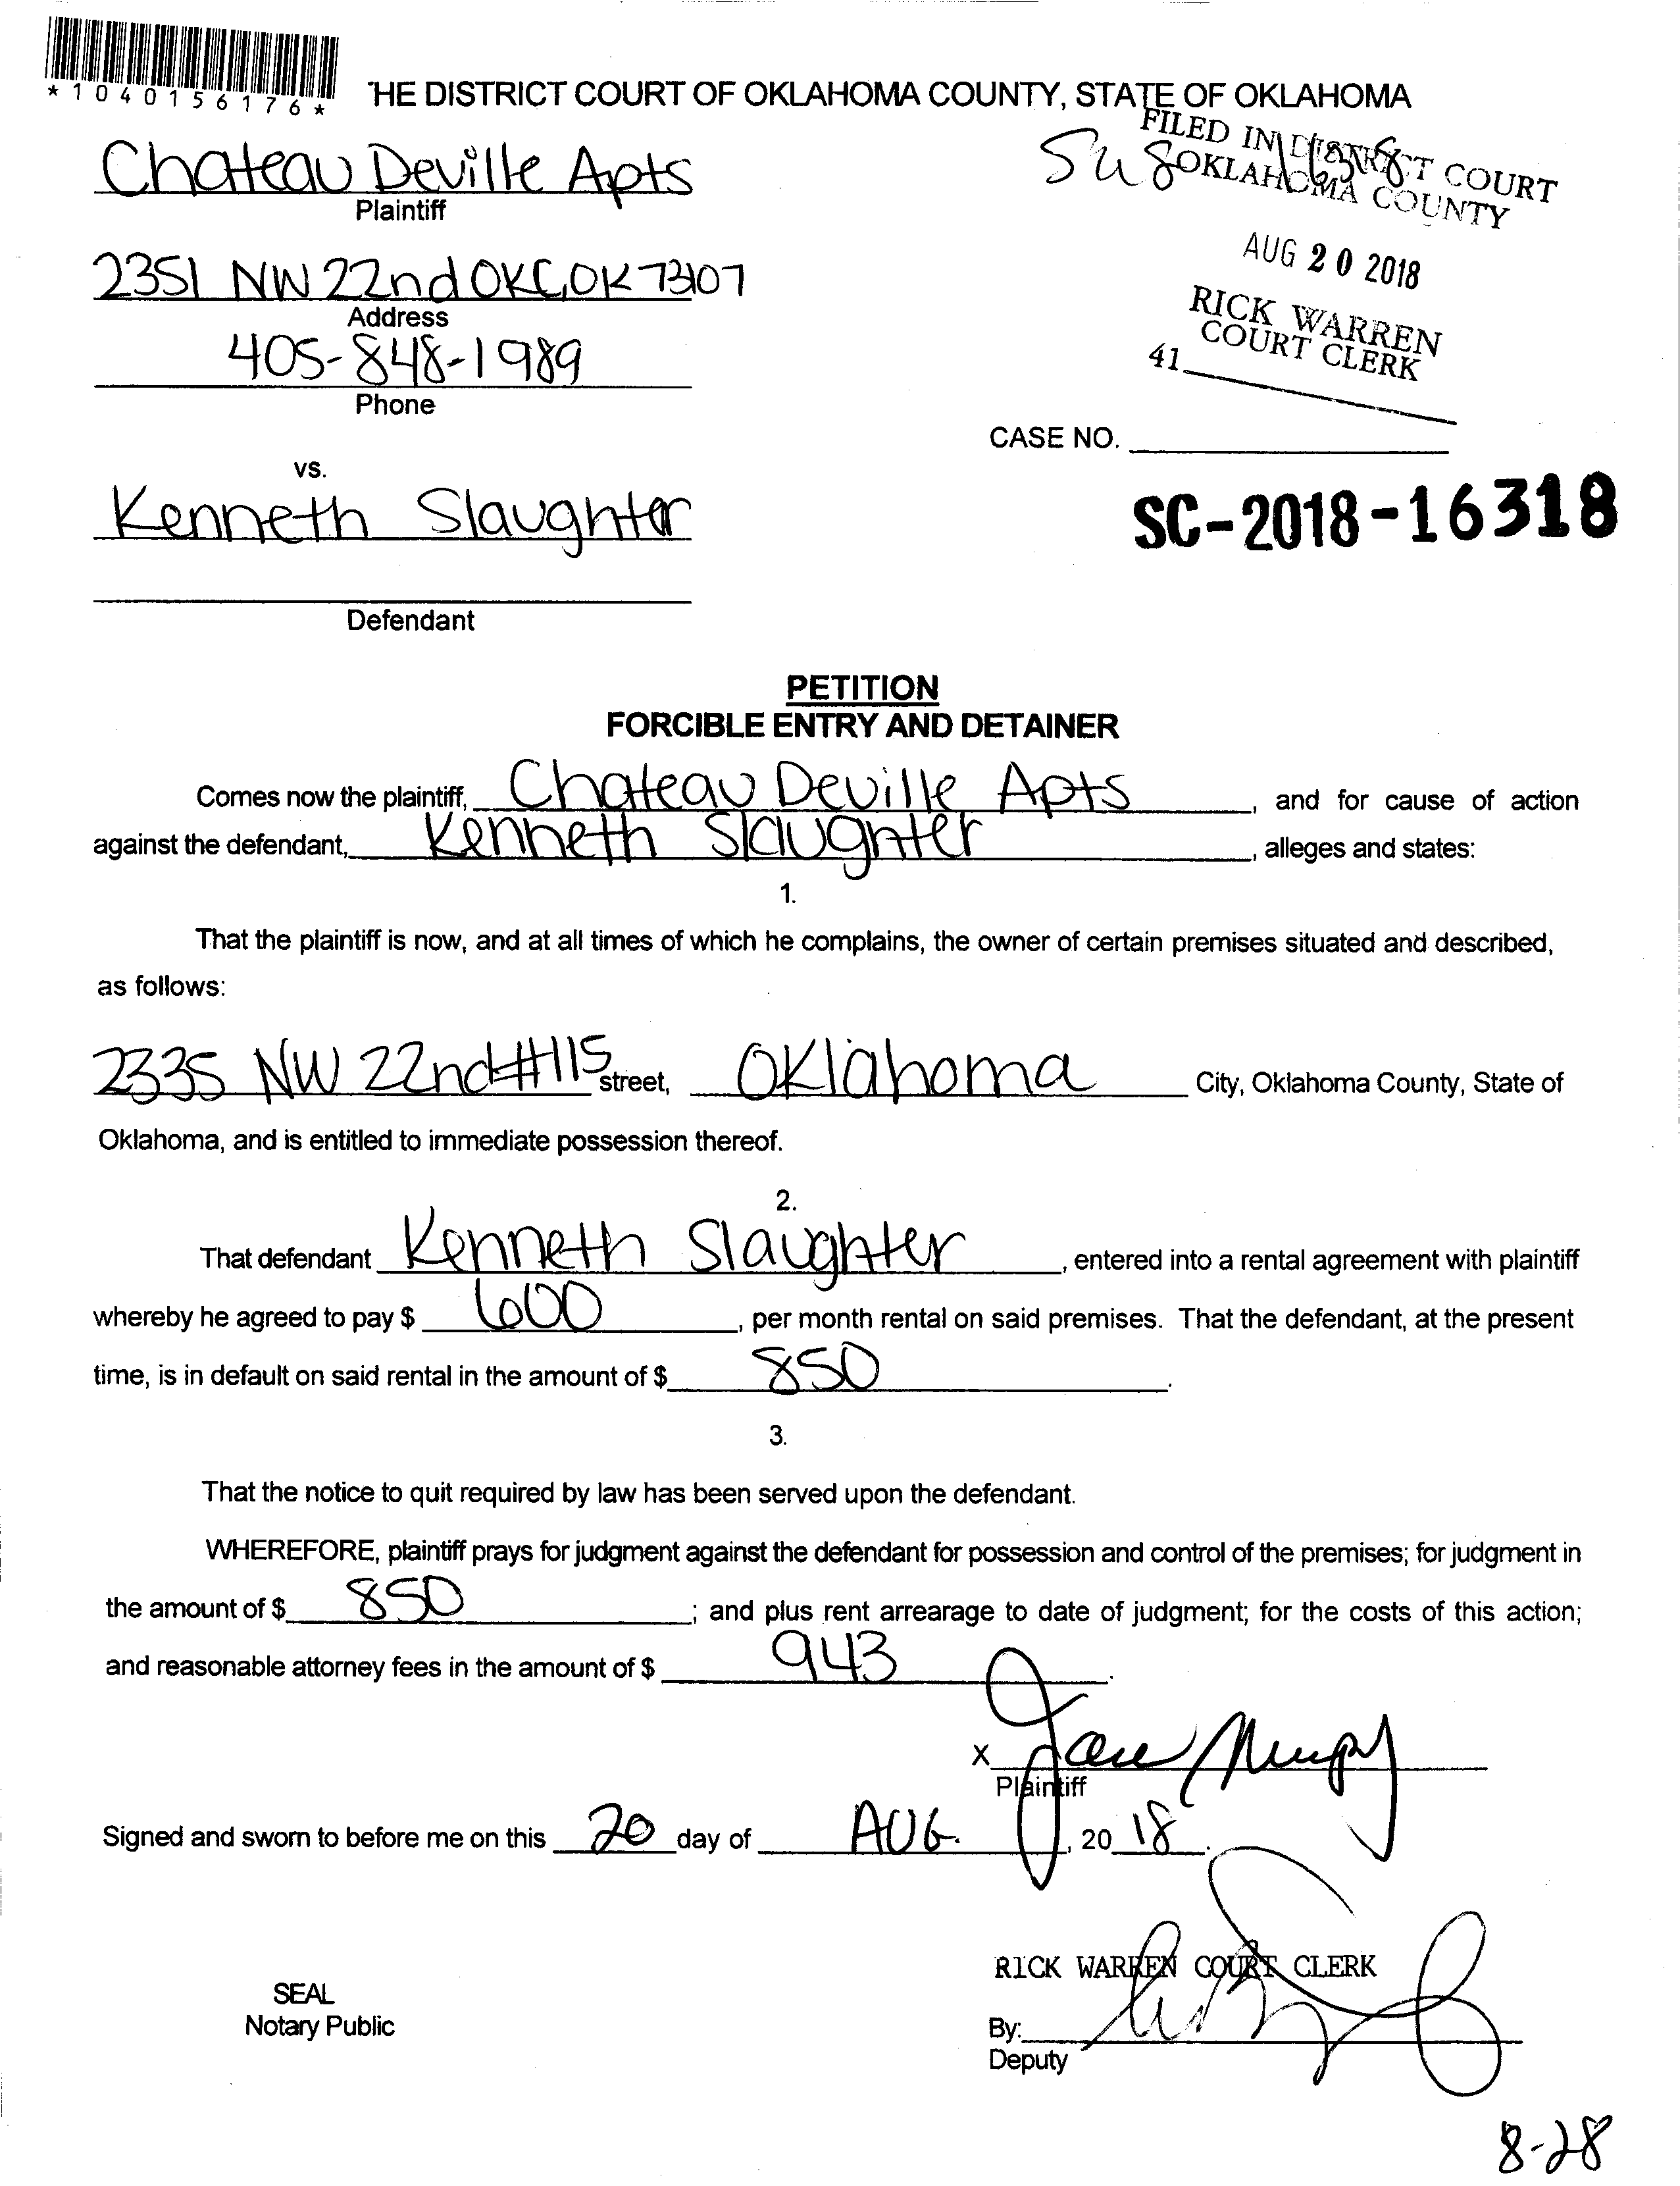 *1040156176*
THE DISTRICT COURT OF OKLAHOMA COUNTY, STATE OF OKLAHOMA
FILED IN DISTRICT COURT
OKLAHOMA COUNTY
AUG 20 2018
RICK WARREN
COURT CLERK
41
Chateau Deville Apts
Plaintiff
2351 NW 22nd OKC, OK 73107
Address
405-848-1989
Phone
CASE NO.
vs.
Kenneth Slaughter
SC-2018-16318
Defendant
PETITION
FORCIBLE ENTRY AND DETAINER
Comes now the plaintiff, Chateau Deville Apts, and for cause of action
against the defendant, Kenneth Slaughter, alleges and states:
1.
That the plaintiff is now, and at all times of which he complains, the owner of certain premises situated and described,
as follows:
2335 NW 22nd #115 street, Oklahoma City, Oklahoma County, State of
Oklahoma, and is entitled to immediate possession thereof.
2.
That defendant Kenneth Slaughter, entered into a rental agreement with plaintiff
whereby he agreed to pay $ 600, per month rental on said premises. That the defendant, at the present
time, is in default on said rental in the amount of $ 850.
3.
That the notice to quit required by law has been served upon the defendant.
WHEREFORE, plaintiff prays for judgment against the defendant for possession and control of the premises; for judgment in
the amount of $ 850; and plus rent arrearage to date of judgment; for the costs of this action;
and reasonable attorney fees in the amount of $ 943.
X
Plaintiff
Signed and sworn to before me on this 20 day of AUG., 20 18.
RICK WARREN COURT CLERK
SEAL
Notary Public
By:
Deputy
8-28